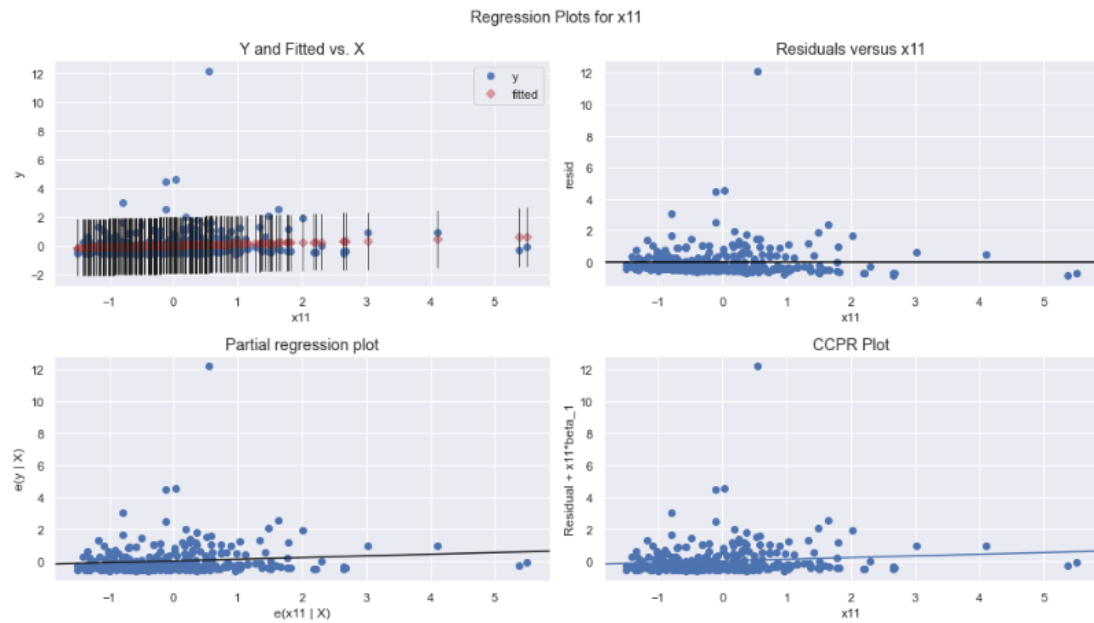 Regression Plots for x11
Y and Fitted vs. X
y
12
10
8
6
4
2
0
−2
−1 0 1 2 3 4 5
x11
y
fitted
Residuals versus x11
resid
12
10
8
6
4
2
0
−1 0 1 2 3 4 5
x11
Partial regression plot
e(y | X)
12
10
8
6
4
2
0
−1 0 1 2 3 4 5
e(x11 | X)
CCPR Plot
Residual + x11*beta_1
12
10
8
6
4
2
0
−1 0 1 2 3 4 5
x11